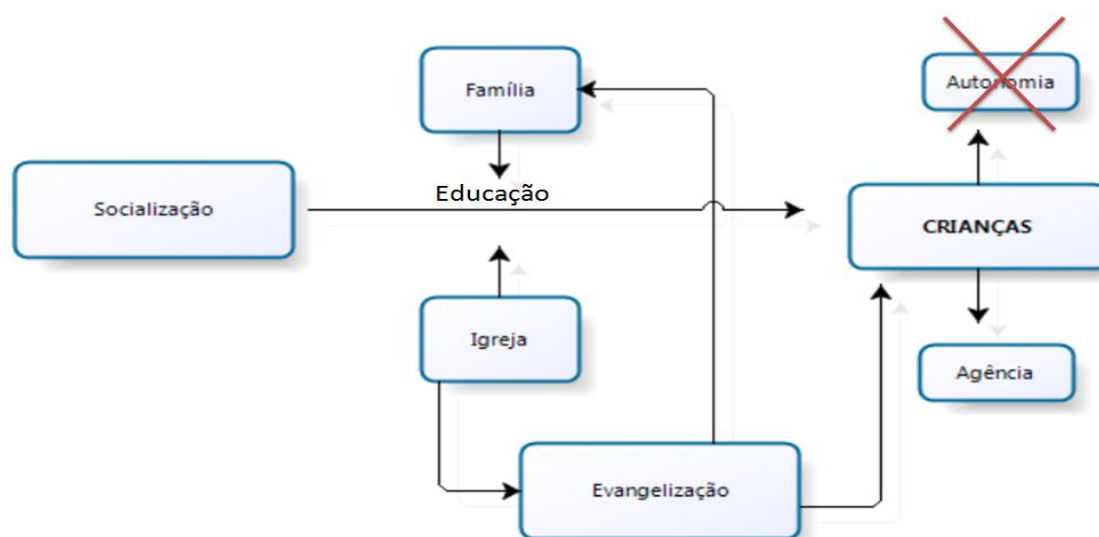 Família
Autonomia
Educação
Socialização
CRIANÇAS
Igreja
Agência
Evangelização